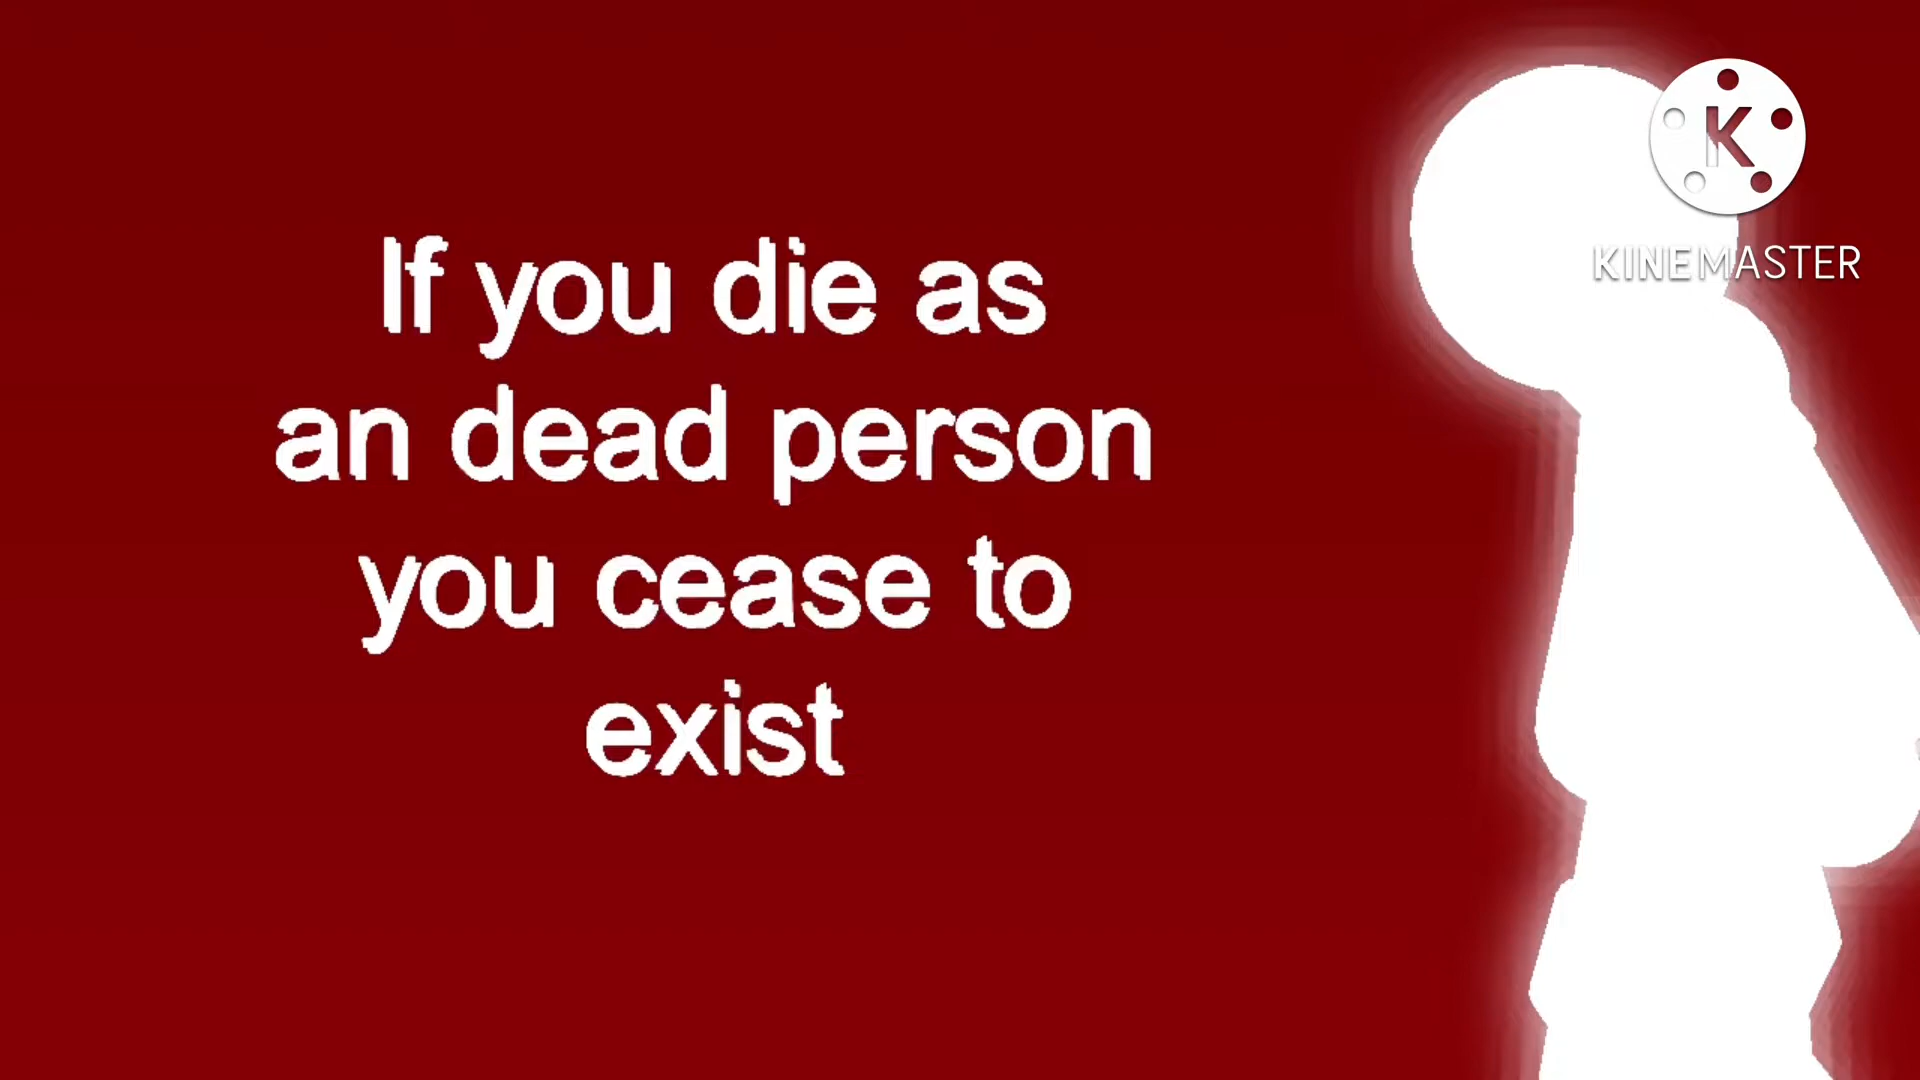 K
KINEMASTER
If you die as
an dead person
you cease to
exist